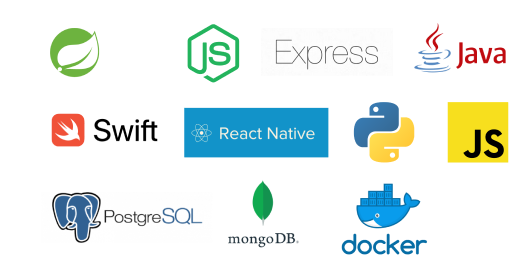 JS
Express
Java
Swift
React Native
JS
PostgreSQL
mongoDB.
docker